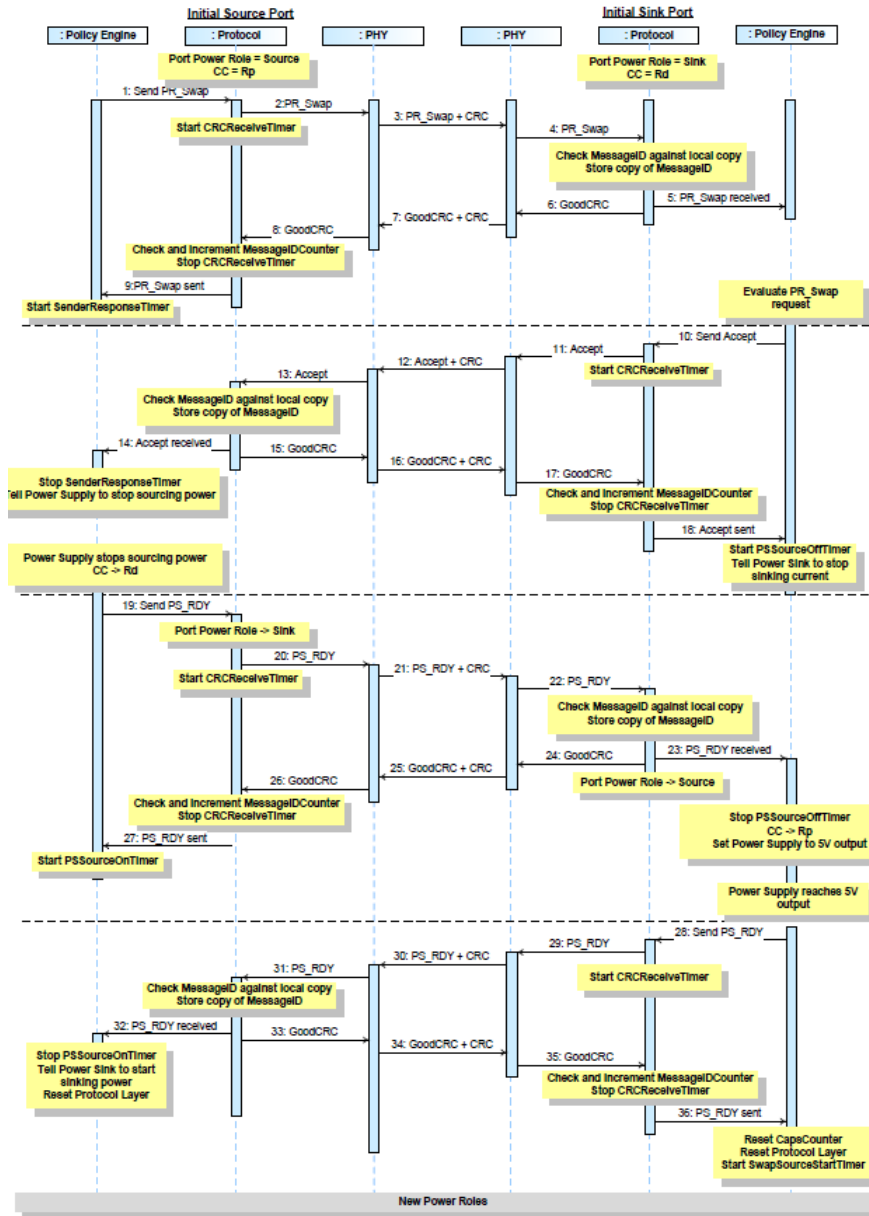 Initial Source Port
Initial Sink Port
: Policy Engine
: Protocol
: PHY
: PHY
: Protocol
: Policy Engine
Port Power Role = Source
CC = Rp
Port Power Role = Sink
CC = Rd
1: Send PR_Swap
2:PR_Swap
Start CRCReceiveTimer
3: PR_Swap + CRC
4: PR_Swap
Check MessageID against local copy
Store copy of MessageID
5: PR_Swap received
6: GoodCRC
7: GoodCRC + CRC
8: GoodCRC
Check and Increment MessageIDCounter
Stop CRCReceiveTimer
9:PR_Swap sent
Start SenderResponseTimer
Evaluate PR_Swap
request
10: Send Accept
11: Accept
Start CRCReceiveTimer
12: Accept + CRC
13: Accept
Check MessageID against local copy
Store copy of MessageID
14: Accept received
15: GoodCRC
16: GoodCRC + CRC
17: GoodCRC
Stop SenderResponseTimer
Tell Power Supply to stop sourcing power
Check and Increment MessageIDCounter
Stop CRCReceiveTimer
18: Accept sent
Power Supply stops sourcing power
CC -> Rd
Start PSSourceOffTimer
Tell Power Sink to stop
sinking current
19: Send PS_RDY
Port Power Role -> Sink
20: PS_RDY
Start CRCReceiveTimer
21: PS_RDY + CRC
22: PS_RDY
Check MessageID against local copy
Store copy of MessageID
23: PS_RDY received
24: GoodCRC
25: GoodCRC + CRC
26: GoodCRC
Port Power Role -> Source
Check and Increment MessageIDCounter
Stop CRCReceiveTimer
Stop PSSourceOffTimer
CC -> Rp
Set Power Supply to 5V output
27: PS_RDY sent
Start PSSourceOnTimer
Power Supply reaches 5V
output
28: Send PS_RDY
29: PS_RDY
Start CRCReceiveTimer
30: PS_RDY + CRC
31: PS_RDY
Check MessageID against local copy
Store copy of MessageID
32: PS_RDY received
33: GoodCRC
34: GoodCRC + CRC
35: GoodCRC
Stop PSSourceOnTimer
Tell Power Sink to start
sinking power
Reset Protocol Layer
Check and Increment MessageIDCounter
Stop CRCReceiveTimer
36: PS_RDY sent
Reset CapsCounter
Reset Protocol Layer
Start SwapSourceStartTimer
New Power Roles